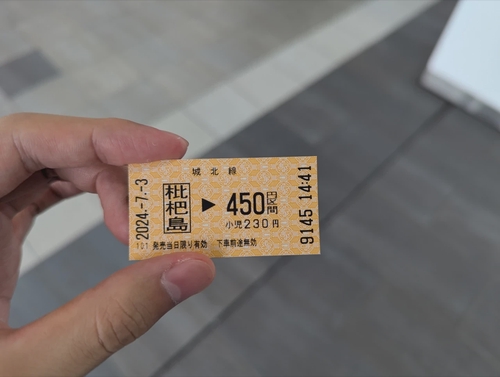 城北線
2024.-7.-3
枇杷島 ▶ 450円区間
小児230円
101 発売当日限り有効 下車前途無効
9145 14:41